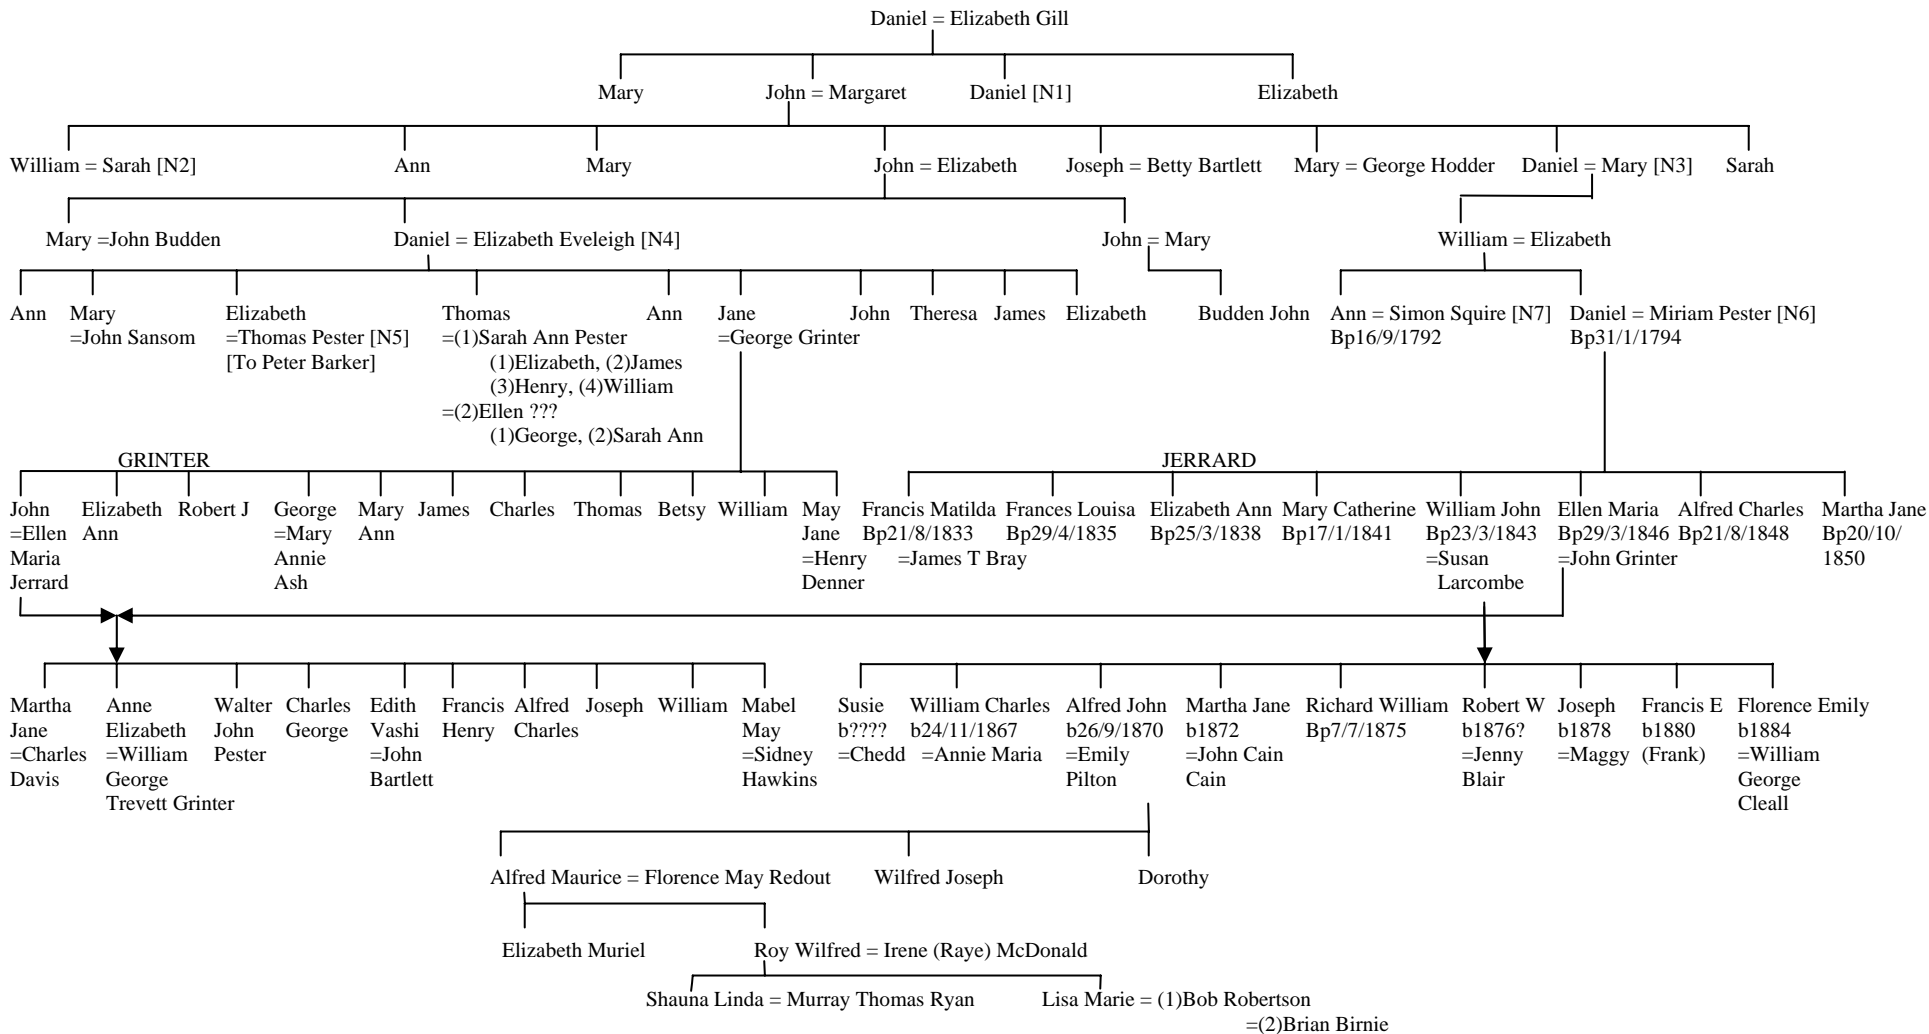 Daniel = Elizabeth Gill
Mary John = Margaret Daniel [N1] Elizabeth
William = Sarah [N2] Ann Mary John = Elizabeth Joseph = Betty Bartlett Mary = George Hodder Daniel = Mary [N3] Sarah
Mary =John Budden Daniel = Elizabeth Eveleigh [N4] John = Mary William = Elizabeth
Ann Mary Elizabeth Thomas Ann Jane John Theresa James Elizabeth Budden John Ann = Simon Squire [N7] Daniel = Miriam Pester [N6]
=John Sansom =Thomas Pester [N5] =(1)Sarah Ann Pester =George Grinter Bp16/9/1792 Bp31/1/1794
[To Peter Barker] (1)Elizabeth, (2)James
(3)Henry, (4)William
=(2)Ellen ???
(1)George, (2)Sarah Ann
GRINTER JERRARD
John Elizabeth Robert J George Mary James Charles Thomas Betsy William May Francis Matilda Frances Louisa Elizabeth Ann Mary Catherine William John Ellen Maria Alfred Charles Martha Jane
=Ellen Ann =Mary Ann Jane Bp21/8/1833 Bp29/4/1835 Bp25/3/1838 Bp17/1/1841 Bp23/3/1843 Bp29/3/1846 Bp21/8/1848 Bp20/10/
Maria Annie =Henry =James T Bray =Susan =John Grinter 1850
Jerrard Ash Denner Larcombe
Martha Anne Walter Charles Edith Francis Alfred Joseph William Mabel Susie William Charles Alfred John Martha Jane Richard William Robert W Joseph Francis E Florence Emily
Jane Elizabeth John George Vashi Henry Charles May b???? b24/11/1867 b26/9/1870 b1872 Bp7/7/1875 b1876? b1878 b1880 b1884
=Charles =William Pester =John =Sidney =Chedd =Annie Maria =Emily =John Cain =Jenny =Maggy (Frank) =William
Davis George Bartlett Hawkins Pilton Cain Blair George
Trevett Grinter Cleall
Alfred Maurice = Florence May Redout Wilfred Joseph Dorothy
Elizabeth Muriel Roy Wilfred = Irene (Raye) McDonald
Shauna Linda = Murray Thomas Ryan Lisa Marie = (1)Bob Robertson
=(2)Brian Birnie